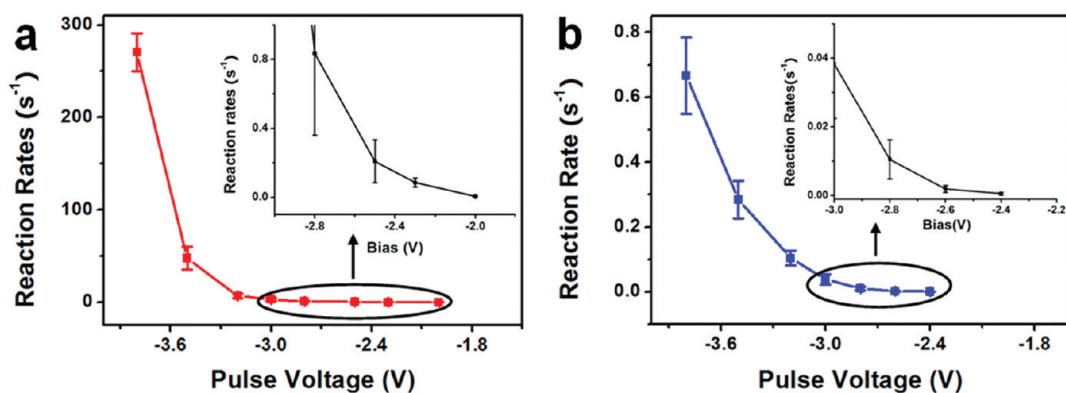 a
Reaction Rates (s⁻¹)
300
250
200
150
100
50
0
-3.6 -3.0 -2.4 -1.8
Pulse Voltage (V)
Reaction rates (s⁻¹)
0.8
0.4
0.0
-2.8 -2.4 -2.0
Bias (V)
b
Reaction Rate (s⁻¹)
0.8
0.6
0.4
0.2
0.0
-3.6 -3.0 -2.4 -1.8
Pulse Voltage (V)
Reaction Rates(s⁻¹)
0.04
0.02
0.00
-3.0 -2.8 -2.6 -2.4 -2.2
Bias(V)